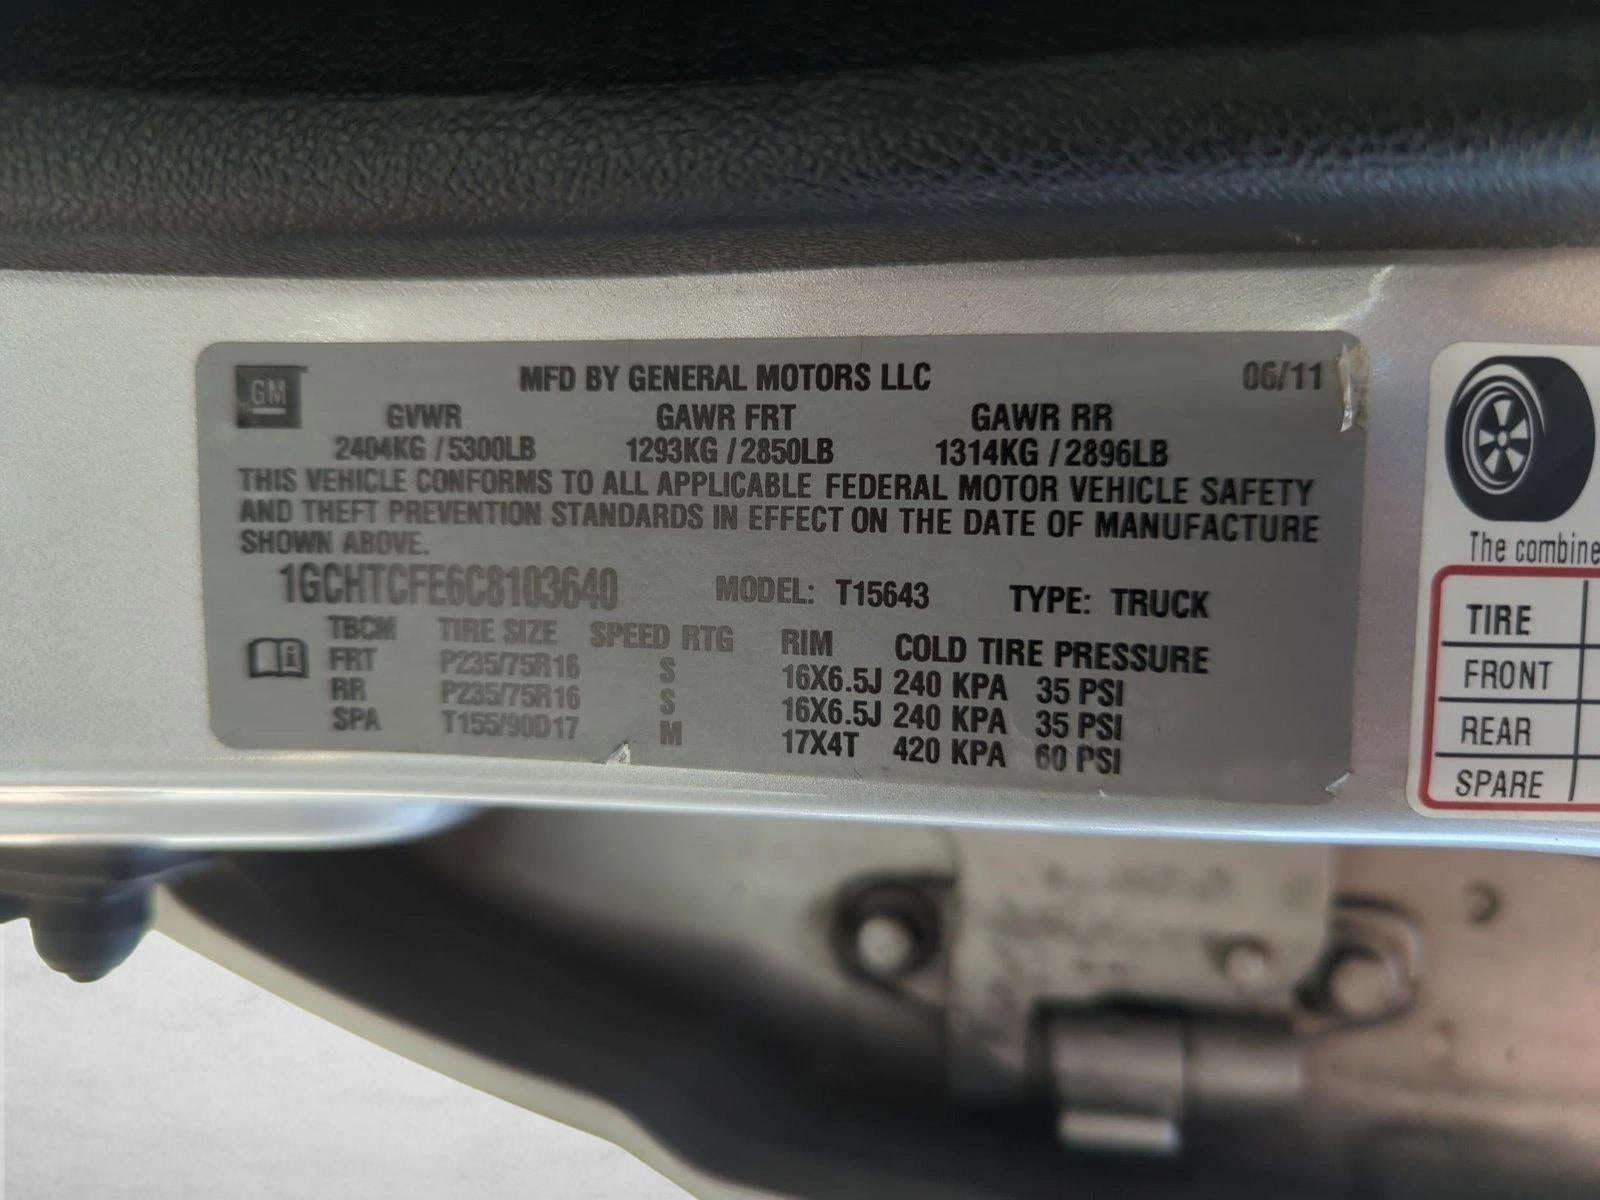 GM
MFD BY GENERAL MOTORS LLC 06/11
GVWR GAWR FRT GAWR RR
2404KG / 5300LB 1293KG / 2850LB 1314KG / 2896LB
THIS VEHICLE CONFORMS TO ALL APPLICABLE FEDERAL MOTOR VEHICLE SAFETY
AND THEFT PREVENTION STANDARDS IN EFFECT ON THE DATE OF MANUFACTURE
SHOWN ABOVE.
1GCHTCFE6C8103640 MODEL: T15643 TYPE: TRUCK
TBCM TIRE SIZE SPEED RTG RIM COLD TIRE PRESSURE
FRT P235/75R16 S 16X6.5J 240 KPA 35 PSI
RR P235/75R16 S 16X6.5J 240 KPA 35 PSI
SPA T155/90D17 M 17X4T 420 KPA 60 PSI
The combine
TIRE
FRONT
REAR
SPARE